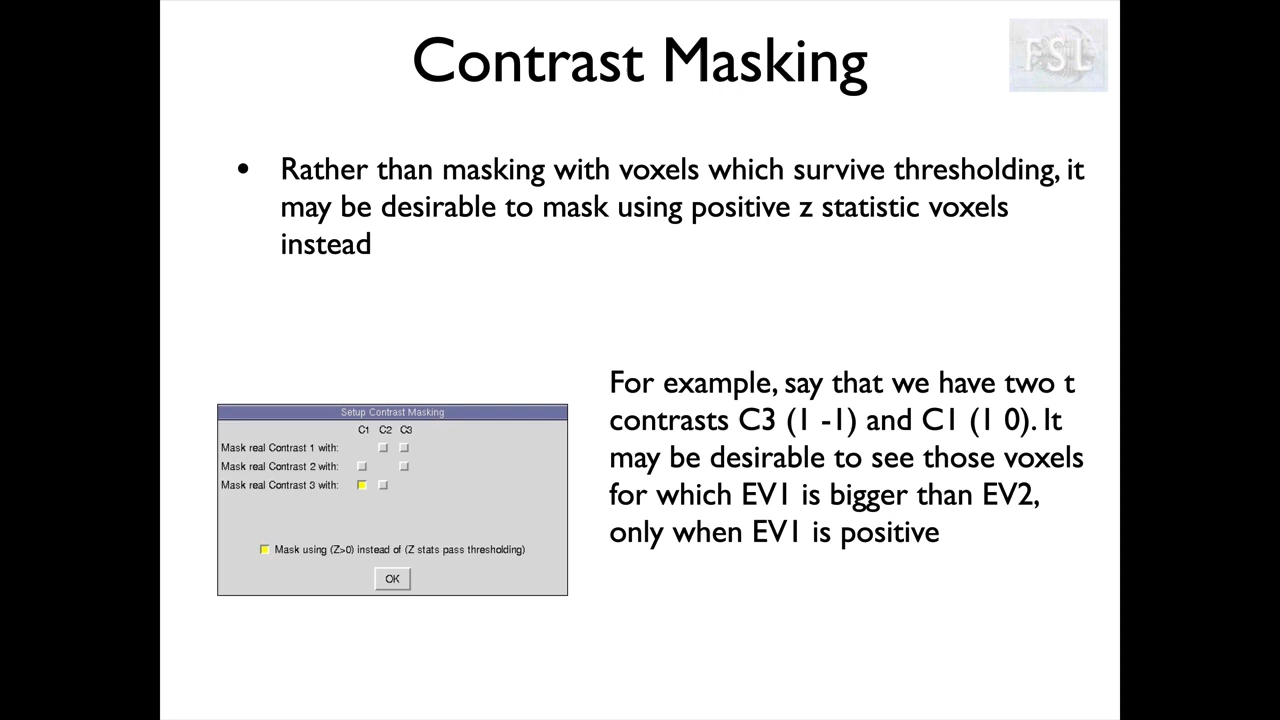 Contrast Masking
FSL
• Rather than masking with voxels which survive thresholding, it
may be desirable to mask using positive z statistic voxels
instead
For example, say that we have two t
contrasts C3 (1 -1) and C1 (1 0). It
may be desirable to see those voxels
for which EV1 is bigger than EV2,
only when EV1 is positive
Setup Contrast Masking
C1 C2 C3
Mask real Contrast 1 with:
Mask real Contrast 2 with:
Mask real Contrast 3 with:
Mask using (Z>0) instead of (Z stats pass thresholding)
OK